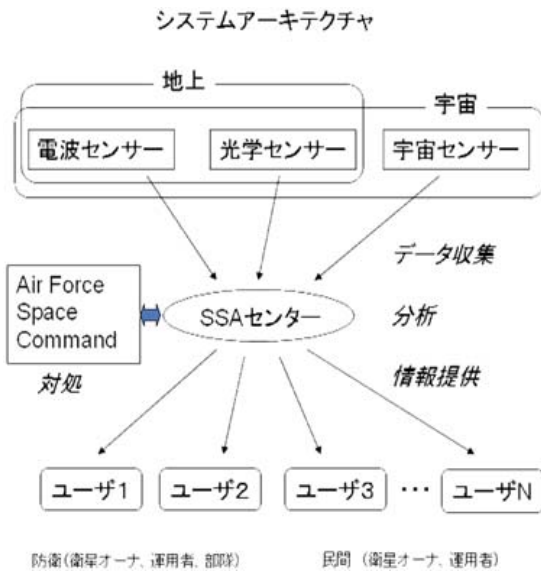 システムアーキテクチャ
地上
宇宙
電波センサー
光学センサー
宇宙センサー
データ収集
Air Force
Space
Command
SSAセンター
分析
対処
情報提供
ユーザ1
ユーザ2
ユーザ3
・・・
ユーザN
防衛(衛星オーナ、運用者、部隊)
民間 (衛星オーナ、運用者)